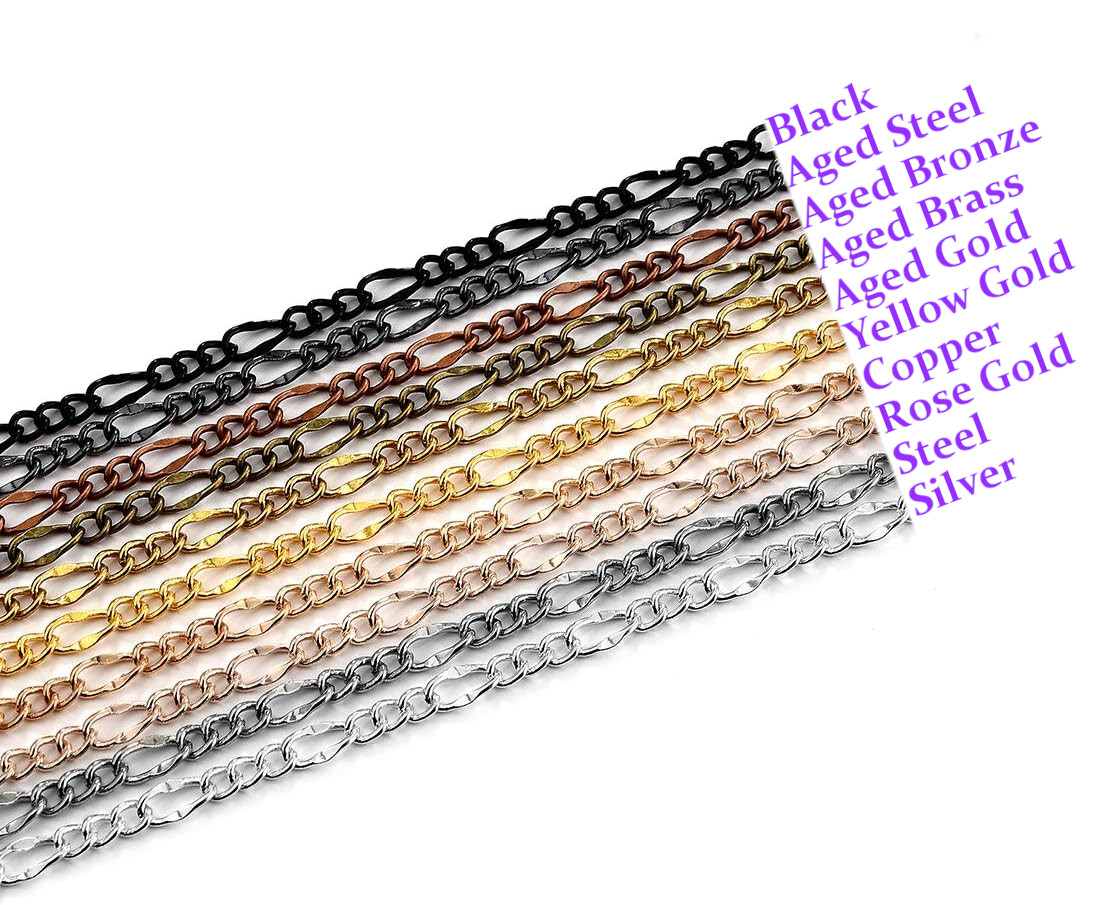 Black
Aged Steel
Aged Bronze
Aged Brass
Aged Gold
Yellow Gold
Copper
Rose Gold
Steel
Silver